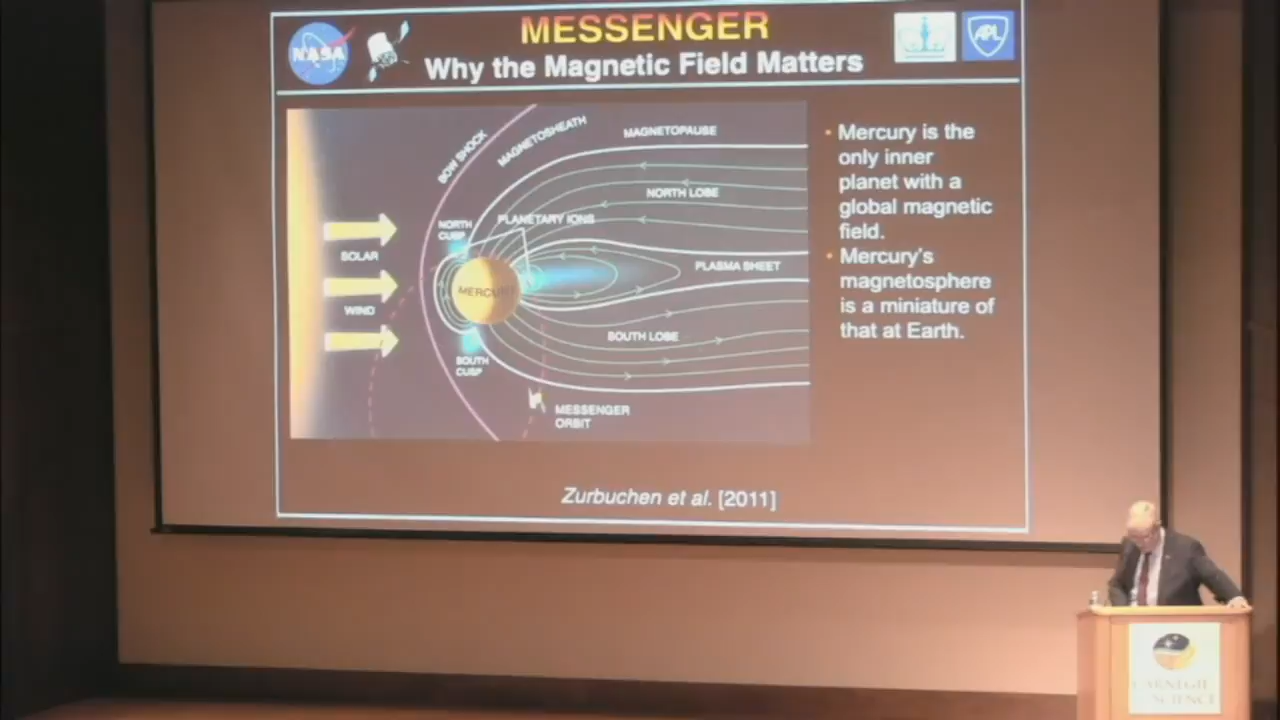 MESSENGER
Why the Magnetic Field Matters
NASA
APL
BOW SHOCK
MAGNETOSHEATH
MAGNETOPAUSE
NORTH LOBE
NORTH
CUSP
PLANETARY IONS
SOLAR
WIND
MERCURY
PLASMA SHEET
SOUTH LOBE
SOUTH
CUSP
MESSENGER
ORBIT
• Mercury is the
only inner
planet with a
global magnetic
field.
• Mercury's
magnetosphere
is a miniature of
that at Earth.
Zurbuchen et al. [2011]
CARNEGIE
SCIENCE